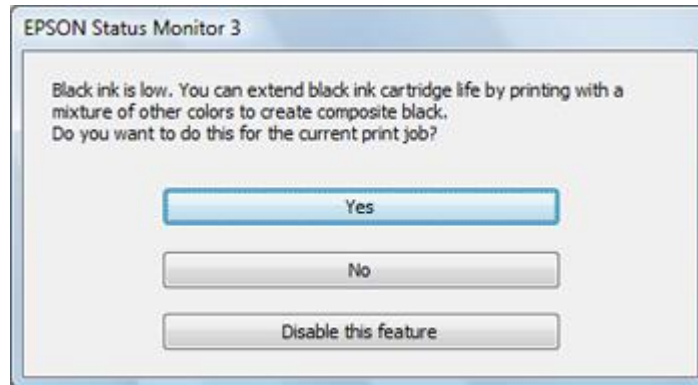 EPSON Status Monitor 3
Black ink is low. You can extend black ink cartridge life by printing with a
mixture of other colors to create composite black.
Do you want to do this for the current print job?
Yes
No
Disable this feature